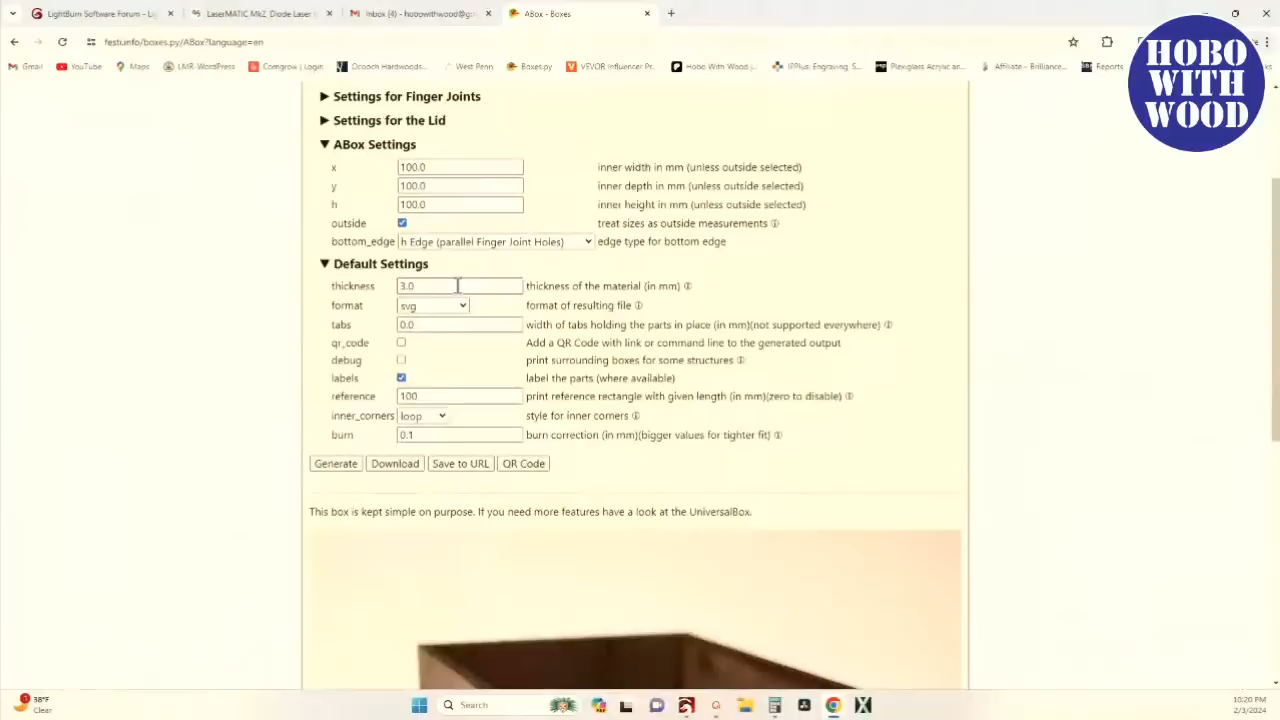 LightBurn Software Forum - Li
LaserMATIC Mk2, Diode Laser
Inbox (4) - hobowithwood@g
ABox - Boxes
festi.info/boxes.py/ABox?language=en
Gmail
YouTube
Maps
LMR-WordPress
Comgrow | Login
Ocooch Hardwoods...
West Penn
Boxes.py
VEVOR Influencer Pr...
Hobo With Wood |...
IPPlus: Engraving, S...
Plexiglass Acrylic an...
Affiliate - Brilliance...
Reports
HOBO
WITH
WOOD
Settings for Finger Joints
Settings for the Lid
ABox Settings
x 100.0 inner width in mm (unless outside selected)
y 100.0 inner depth in mm (unless outside selected)
h 100.0 inner height in mm (unless outside selected)
outside treat sizes as outside measurements
bottom_edge h Edge (parallel Finger Joint Holes) edge type for bottom edge
Default Settings
thickness 3.0 thickness of the material (in mm)
format svg format of resulting file
tabs 0.0 width of tabs holding the parts in place (in mm)(not supported everywhere)
qr_code Add a QR Code with link or command line to the generated output
debug print surrounding boxes for some structures
labels label the parts (where available)
reference 100 print reference rectangle with given length (in mm)(zero to disable)
inner_corners loop style for inner corners
burn 0.1 burn correction (in mm)(bigger values for tighter fit)
Generate Download Save to URL QR Code
This box is kept simple on purpose. If you need more features have a look at the UniversalBox.
38°F
Clear
Search
10:20 PM
2/3/2024